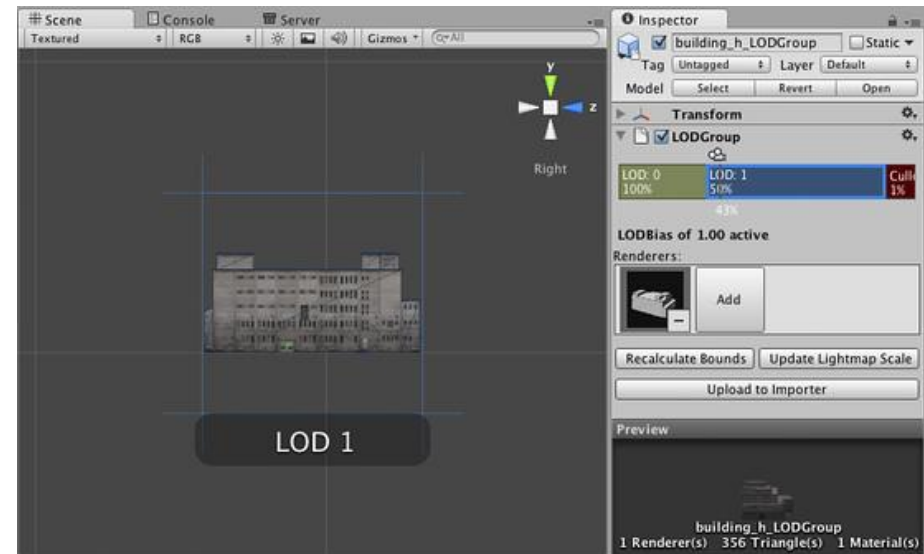 Scene Console Server
Textured RGB Gizmos All
y
z
Right
LOD 1
Inspector
building_h_LODGroup Static
Tag Untagged Layer Default
Model Select Revert Open
Transform
LODGroup
LOD: 0 LOD: 1 Culle
100% 50% 1%
43%
LODBias of 1.00 active
Renderers:
Add
Recalculate Bounds Update Lightmap Scale
Upload to Importer
Preview
building_h_LODGroup
1 Renderer(s) 356 Triangle(s) 1 Material(s)